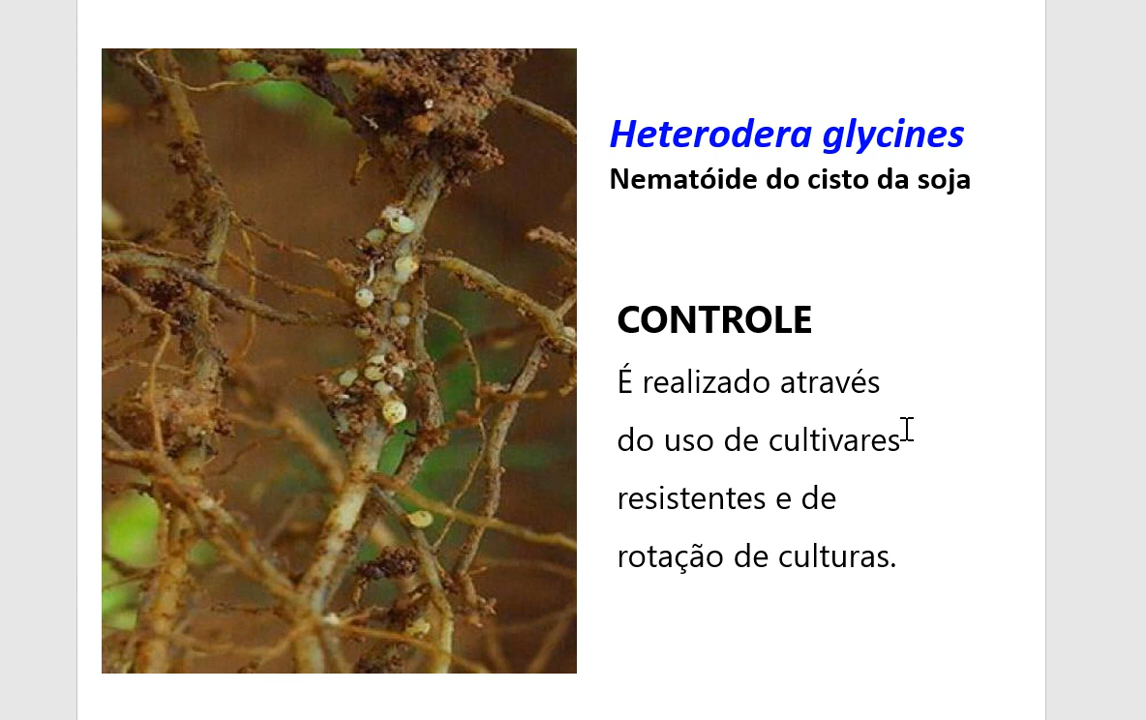 Heterodera glycines
Nematóide do cisto da soja
CONTROLE
É realizado através
do uso de cultivares
resistentes e de
rotação de culturas.